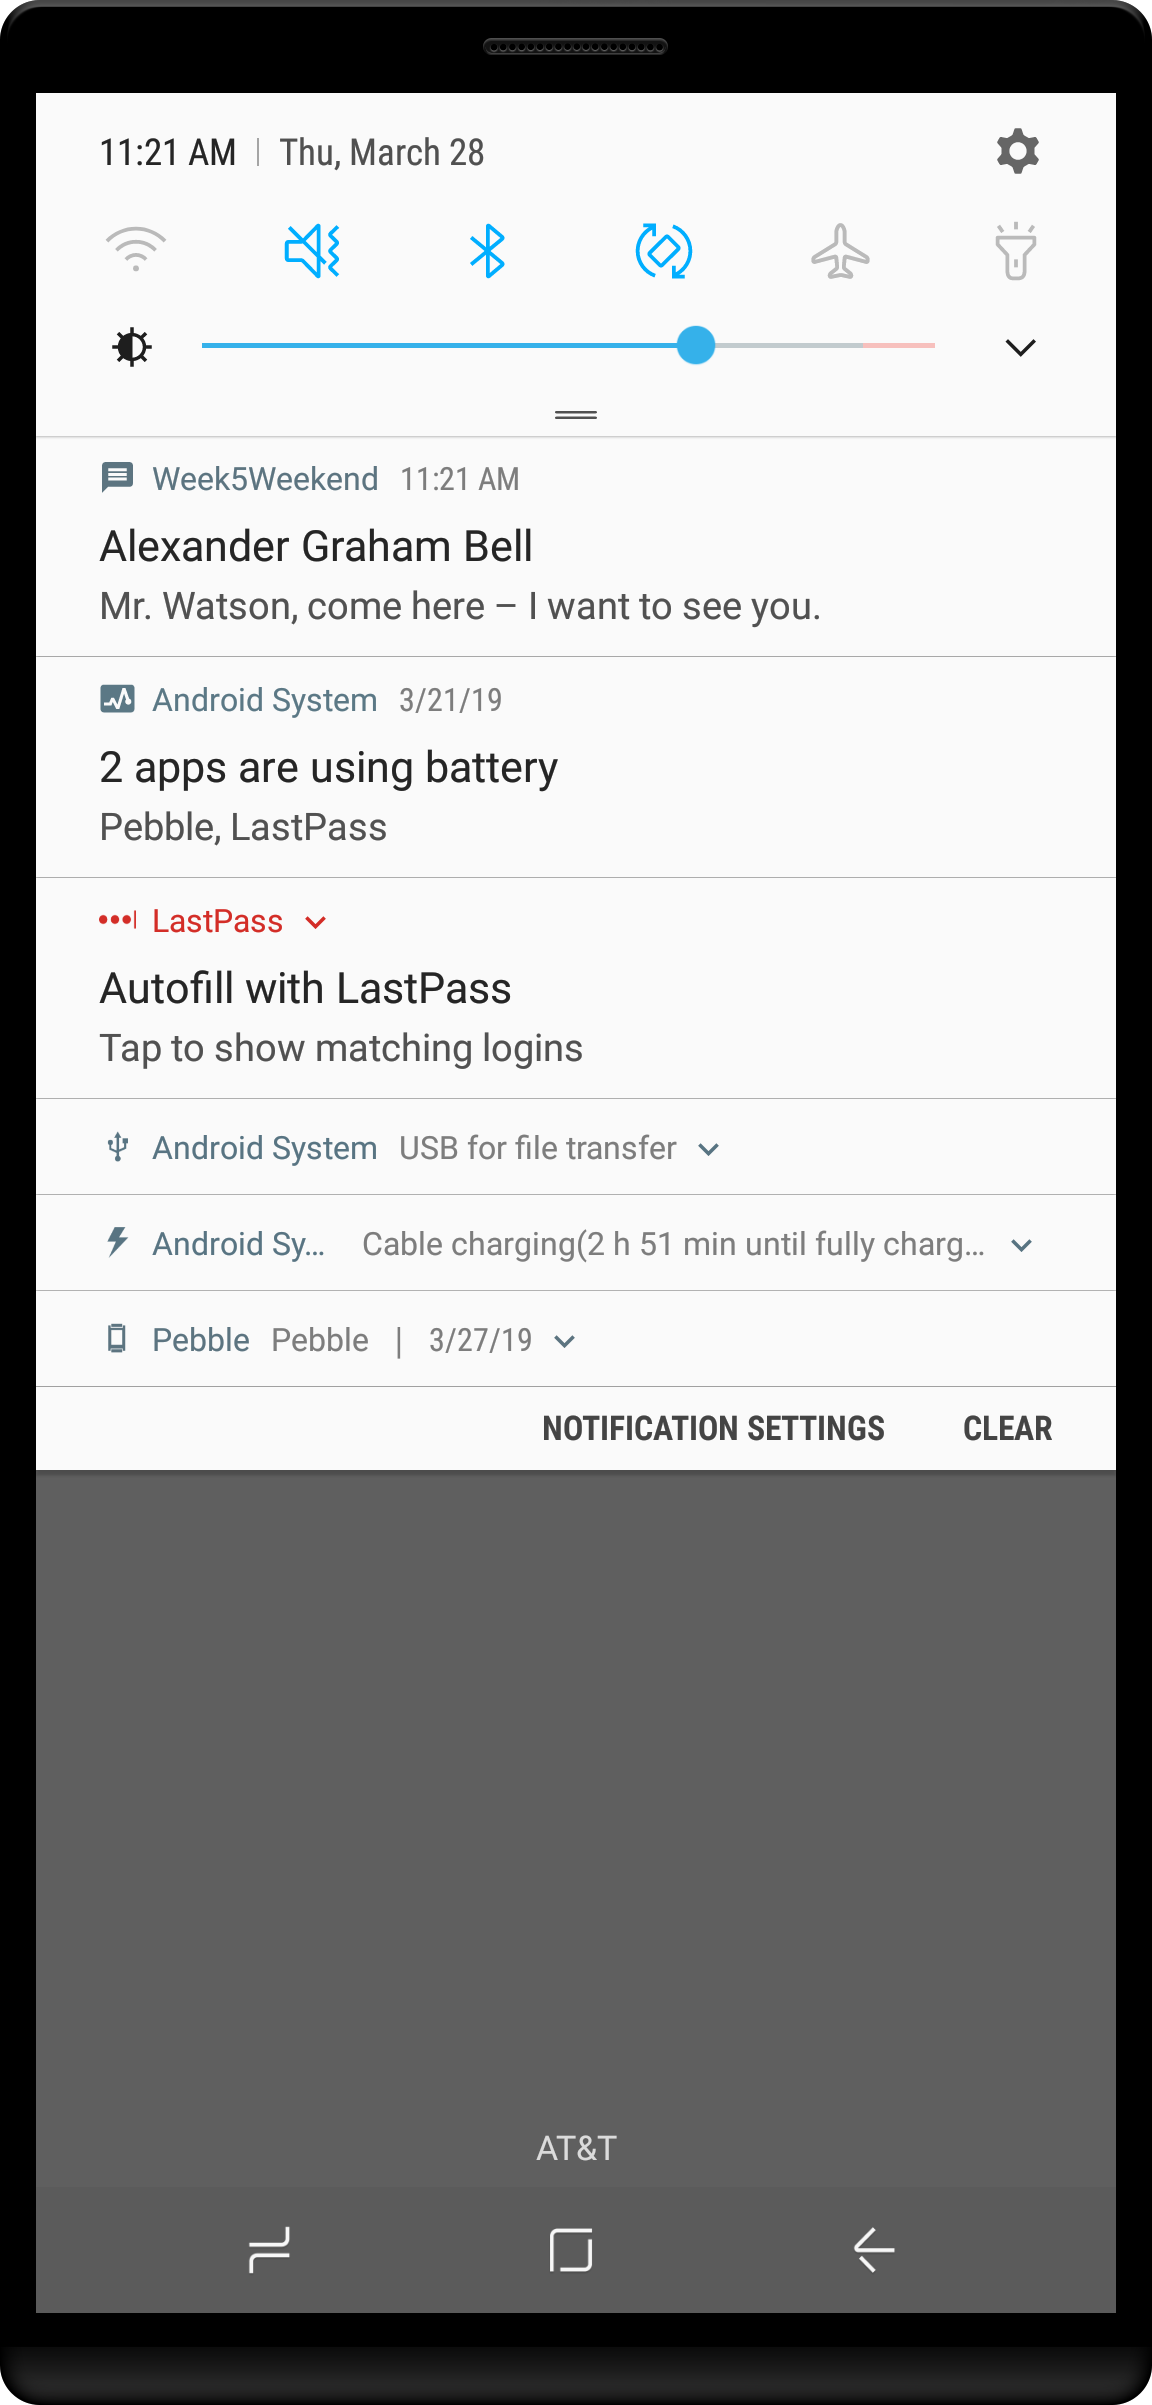 11:21 AM | Thu, March 28
Week5Weekend 11:21 AM
Alexander Graham Bell
Mr. Watson, come here – I want to see you.
Android System 3/21/19
2 apps are using battery
Pebble, LastPass
LastPass
Autofill with LastPass
Tap to show matching logins
Android System USB for file transfer
Android Sy... Cable charging(2 h 51 min until fully charg...
Pebble Pebble | 3/27/19
NOTIFICATION SETTINGS CLEAR
AT&T